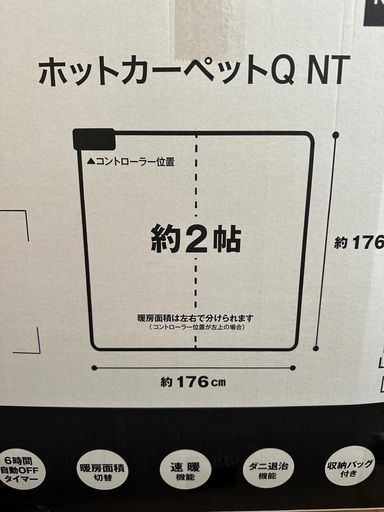 ホットカーペットQ NT
▲コントローラー位置
約2帖
約176
暖房面積は左右で分けられます
(コントローラー位置が左上の場合)
約176cm
6時間
自動OFF
タイマー
暖房面積
切替
速暖
機能
ダニ退治
機能
収納バッグ
付き